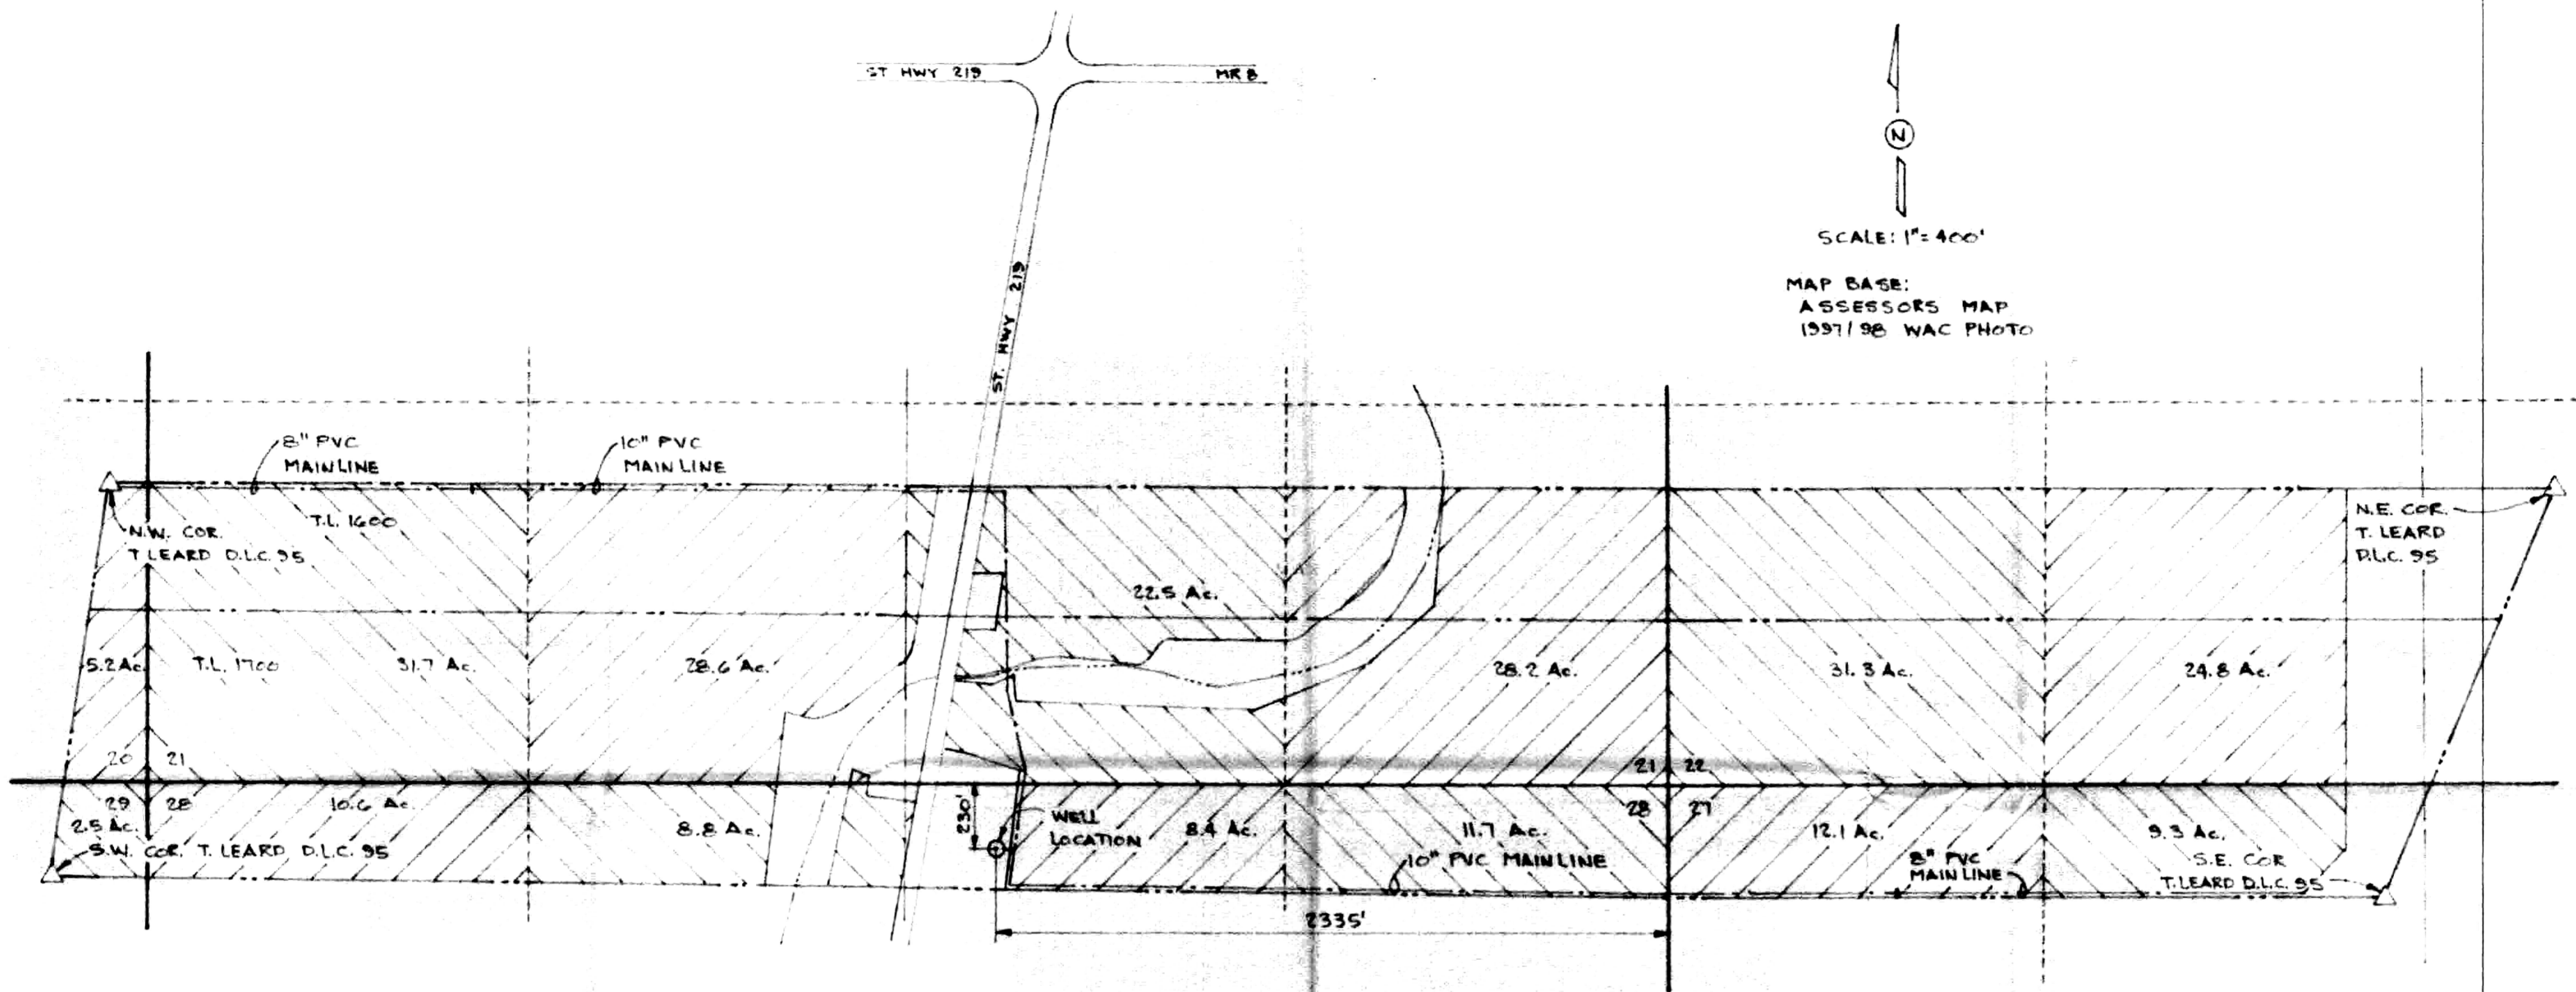 ST HWY 219
MR 8
ST. HWY 219
N
SCALE: 1"=400'
MAP BASE:
ASSESSORS MAP
1997/98 WAC PHOTO
8" PVC
MAINLINE
10" PVC
MAINLINE
N.W. COR.
T LEARD D.L.C. 95
T.L. 1600
N.E. COR.
T. LEARD
D.L.C. 95
22.5 Ac.
5.2 Ac.
T.L. 1700
31.7 Ac.
28.6 Ac.
28.2 Ac.
31.3 Ac.
24.8 Ac.
20
21
21
22
29
28
28
27
10.6 Ac.
2.5 Ac.
8.8 Ac.
230'
WELL
LOCATION
8.4 Ac.
11.7 Ac.
12.1 Ac.
9.3 Ac.
S.W. COR. T. LEARD D.L.C. 95
10" PVC MAINLINE
8" PVC
MAINLINE
S.E. COR
T. LEARD D.L.C. 95
2335'